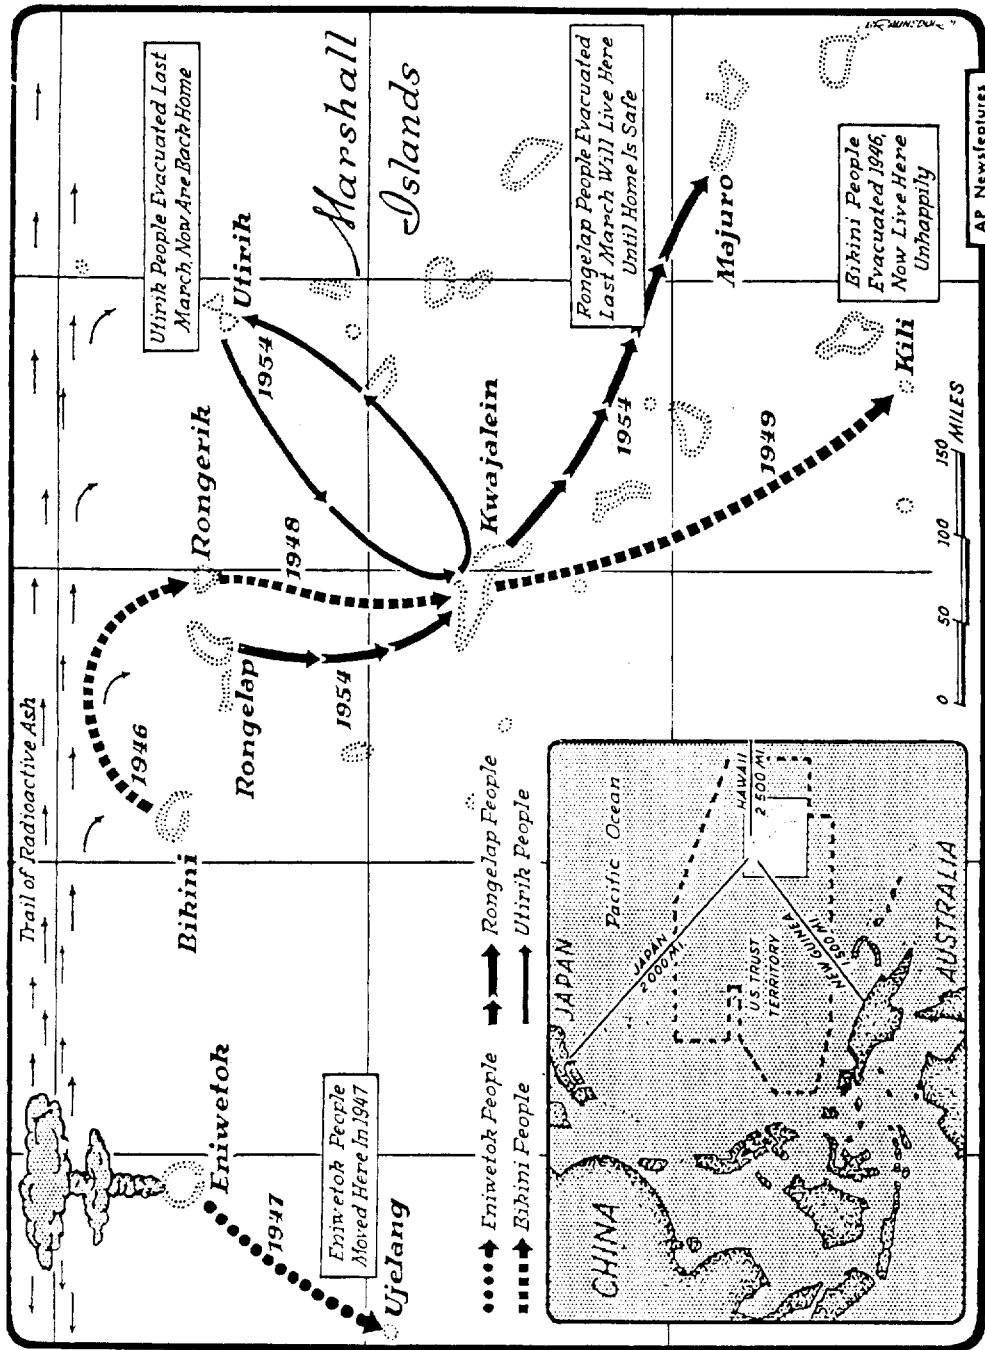 Trail of Radioactive Ash
Utirik People Evacuated Last
March, Now Are Back Home
Marshall
Islands
Utirik
1954
Rongerik
1948
Rongelap
1954
1946
Bikini
Eniwetok
1947
Ujelang
Eniwetok People
Moved Here In 1947
Kwajalein
Rongelap People Evacuated
Last March Will Live Here
Until Home Is Safe
1954
Majuro
1949
Bikini People
Evacuated 1946,
Now Live Here
Unhappily
Kili
Eniwetok People
Bikini People
Rongelap People
Utirik People
0 50 100 150
MILES
CHINA
JAPAN
Pacific Ocean
JAPAN
2000 MI.
HAWAII
2500 MI.
US TRUST
TERRITORY
NEW GUINEA
1,500 MI
AUSTRALIA
AP Newsfeatures